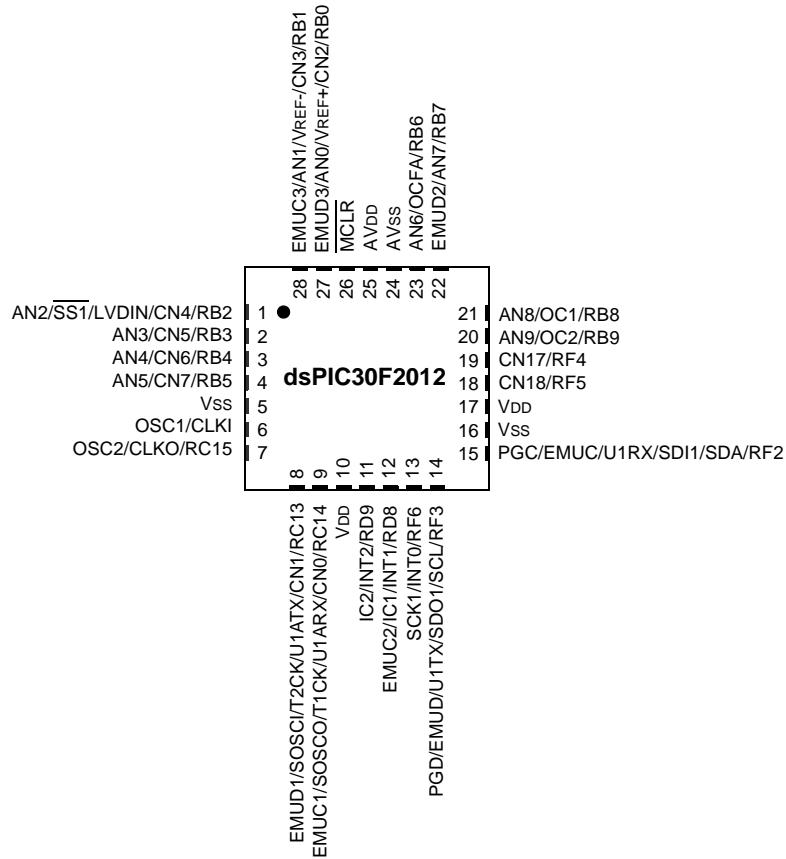 EMUC3/AN1/VREF-/CN3/RB1
EMUD3/AN0/VREF+/CN2/RB0
MCLR
AVDD
AVSS
AN6/OCFA/RB6
EMUD2/AN7/RB7
28 27 26 25 24 23 22
AN2/SS1/LVDIN/CN4/RB2 1
AN3/CN5/RB3 2
AN4/CN6/RB4 3
AN5/CN7/RB5 4
VSS 5
OSC1/CLKI 6
OSC2/CLKO/RC15 7
dsPIC30F2012
21 AN8/OC1/RB8
20 AN9/OC2/RB9
19 CN17/RF4
18 CN18/RF5
17 VDD
16 VSS
15 PGC/EMUC/U1RX/SDI1/SDA/RF2
8 9 10 11 12 13 14
EMUD1/SOSCI/T2CK/U1ATX/CN1/RC13
EMUC1/SOSCO/T1CK/U1ARX/CN0/RC14
VDD
IC2/INT2/RD9
EMUC2/IC1/INT1/RD8
SCK1/INT0/RF6
PGD/EMUD/U1TX/SDO1/SCL/RF3